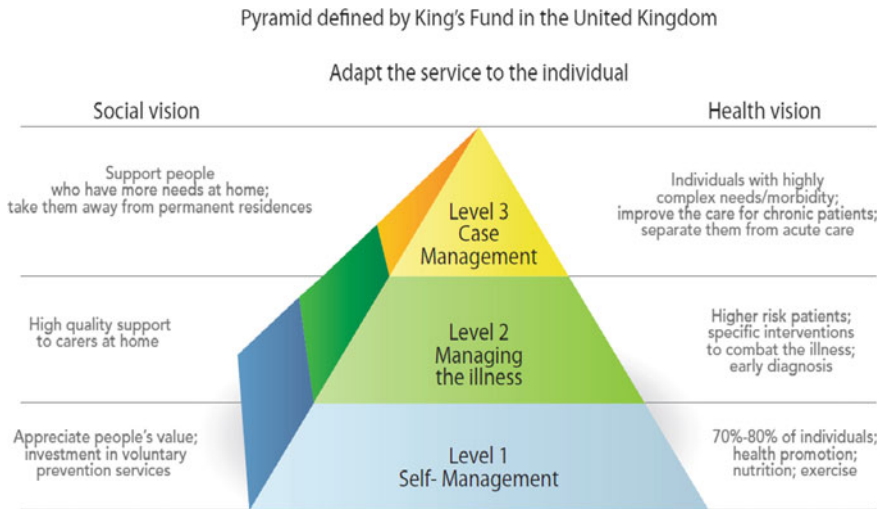 Pyramid defined by King's Fund in the United Kingdom
Adapt the service to the individual
Social vision
Health vision
Support people
who have more needs at home;
take them away from permanent residences
Level 3
Case
Management
Individuals with highly
complex needs/morbidity;
improve the care for chronic patients;
separate them from acute care
High quality support
to carers at home
Level 2
Managing
the illness
Higher risk patients;
specific interventions
to combat the illness;
early diagnosis
Appreciate people's value;
investment in voluntary
prevention services
Level 1
Self- Management
70%-80% of individuals;
health promotion;
nutrition; exercise